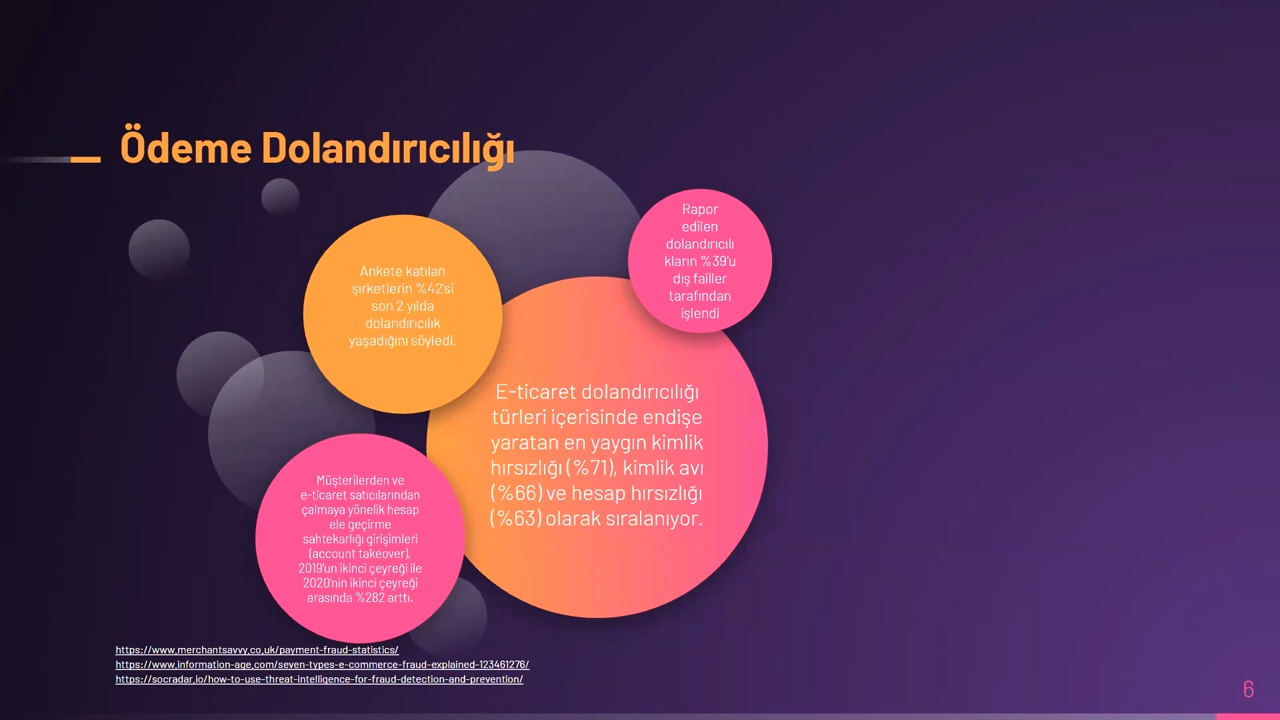 Ödeme Dolandırıcılığı
Rapor
edilen
dolandırıcılı
kların %39'u
dış failler
tarafından
işlendi
Ankete katılan
şirketlerin %42'si
son 2 yılda
dolandırıcılık
yaşadığını söyledi.
E-ticaret dolandırıcılığı
türleri içerisinde endişe
yaratan en yaygın kimlik
hırsızlığı (%71), kimlik avı
(%66) ve hesap hırsızlığı
(%63) olarak sıralanıyor.
Müşterilerden ve
e-ticaret satıcılarından
çalmaya yönelik hesap
ele geçirme
sahtekarlığı girişimleri
(account takeover),
2019'un ikinci çeyreği ile
2020'nin ikinci çeyreği
arasında %282 arttı.
https://www.merchantsavvy.co.uk/payment-fraud-statistics/
https://www.information-age.com/seven-types-e-commerce-fraud-explained-123461276/
https://socradar.io/how-to-use-threat-intelligence-for-fraud-detection-and-prevention/
6